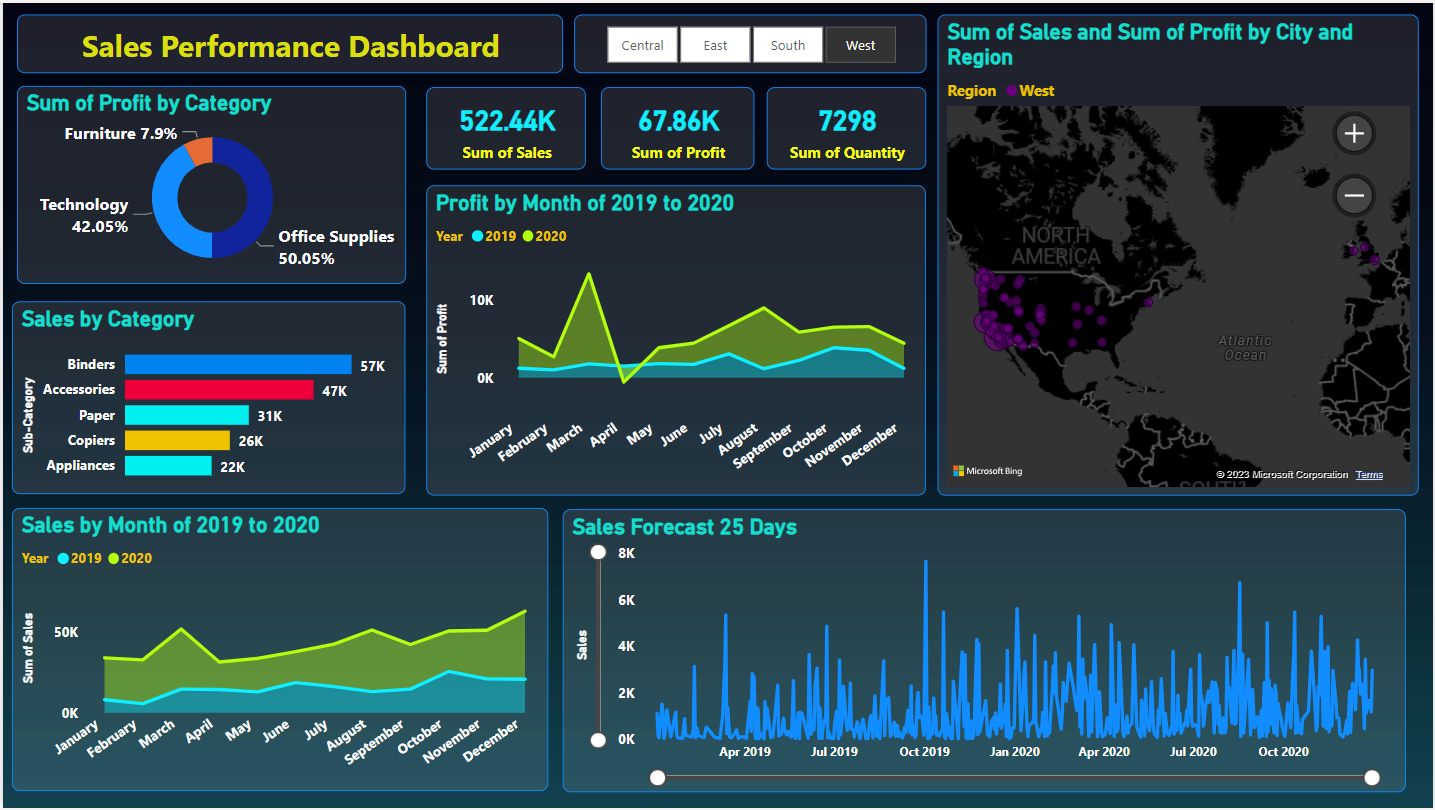 Sales Performance Dashboard
Central
East
South
West
Sum of Sales and Sum of Profit by City and
Region
Region West
NORTH
AMERICA
Atlantic
Ocean
Microsoft Bing
© 2023 Microsoft Corporation Terms
Sum of Profit by Category
Furniture 7.9%
Technology
42.05%
Office Supplies
50.05%
522.44K
Sum of Sales
67.86K
Sum of Profit
7298
Sum of Quantity
Profit by Month of 2019 to 2020
Year 2019 2020
Sum of Profit
10K
0K
January
February
March
April
May
June
July
August
September
October
November
December
Sales by Category
Sub-Category
Binders 57K
Accessories 47K
Paper 31K
Copiers 26K
Appliances 22K
Sales by Month of 2019 to 2020
Year 2019 2020
Sum of Sales
50K
0K
January
February
March
April
May
June
July
August
September
October
November
December
Sales Forecast 25 Days
Sales
8K
6K
4K
2K
0K
Apr 2019
Jul 2019
Oct 2019
Jan 2020
Apr 2020
Jul 2020
Oct 2020